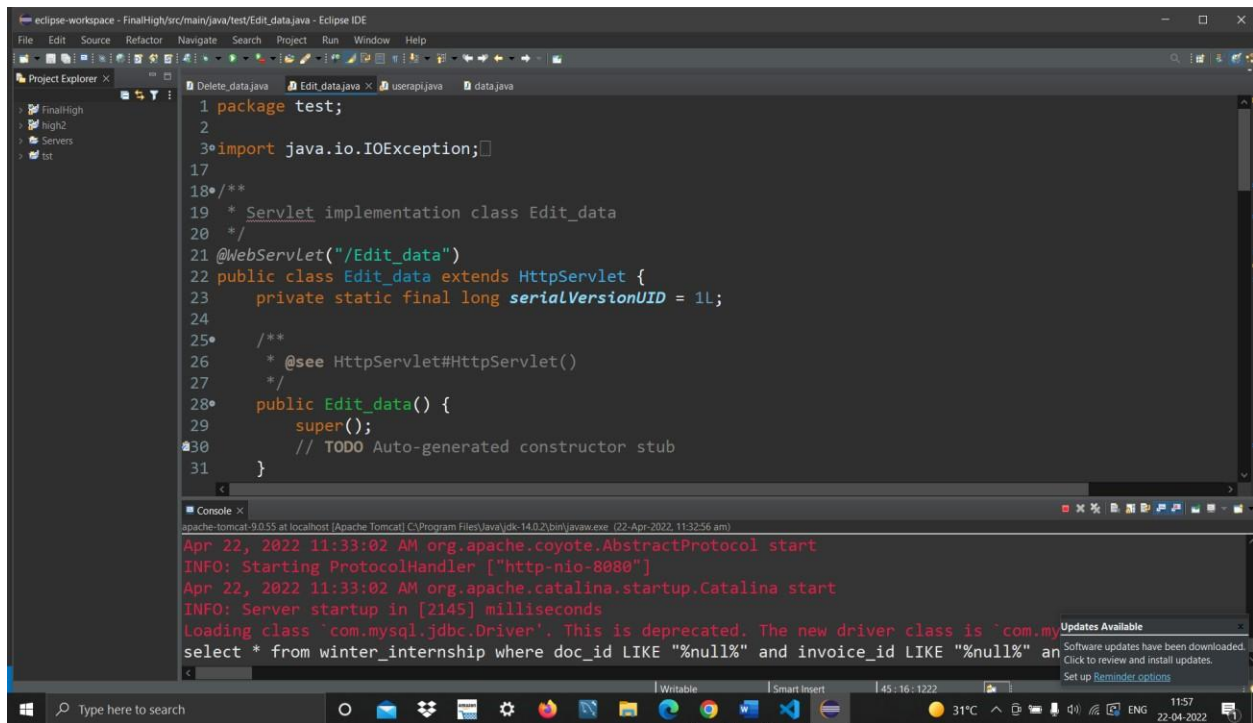 eclipse-workspace - FinalHigh/src/main/java/test/Edit_data.java - Eclipse IDE
File Edit Source Refactor Navigate Search Project Run Window Help
Project Explorer
FinalHigh
high2
Servers
tst
Delete_data.java Edit_data.java userapi.java data.java
1 package test;
2
3 import java.io.IOException;
17
18 /**
19 * Servlet implementation class Edit_data
20 */
21 @WebServlet("/Edit_data")
22 public class Edit_data extends HttpServlet {
23 private static final long serialVersionUID = 1L;
24
25 /**
26 * @see HttpServlet#HttpServlet()
27 */
28 public Edit_data() {
29 super();
30 // TODO Auto-generated constructor stub
31 }
Console
apache-tomcat-9.0.55 at localhost [Apache Tomcat] C:\Program Files\Java\jdk-14.0.2\bin\javaw.exe (22-Apr-2022, 11:32:56 am)
Apr 22, 2022 11:33:02 AM org.apache.coyote.AbstractProtocol start
INFO: Starting ProtocolHandler ["http-nio-8080"]
Apr 22, 2022 11:33:02 AM org.apache.catalina.startup.Catalina start
INFO: Server startup in [2145] milliseconds
Loading class `com.mysql.jdbc.Driver'. This is deprecated. The new driver class is `com.my
select * from winter_internship where doc_id LIKE "%null%" and invoice_id LIKE "%null%" an
Updates Available
Software updates have been downloaded.
Click to review and install updates.
Set up Reminder options
Writable Smart Insert 45 : 16 : 1222
Type here to search
31°C ENG 11:57
22-04-2022